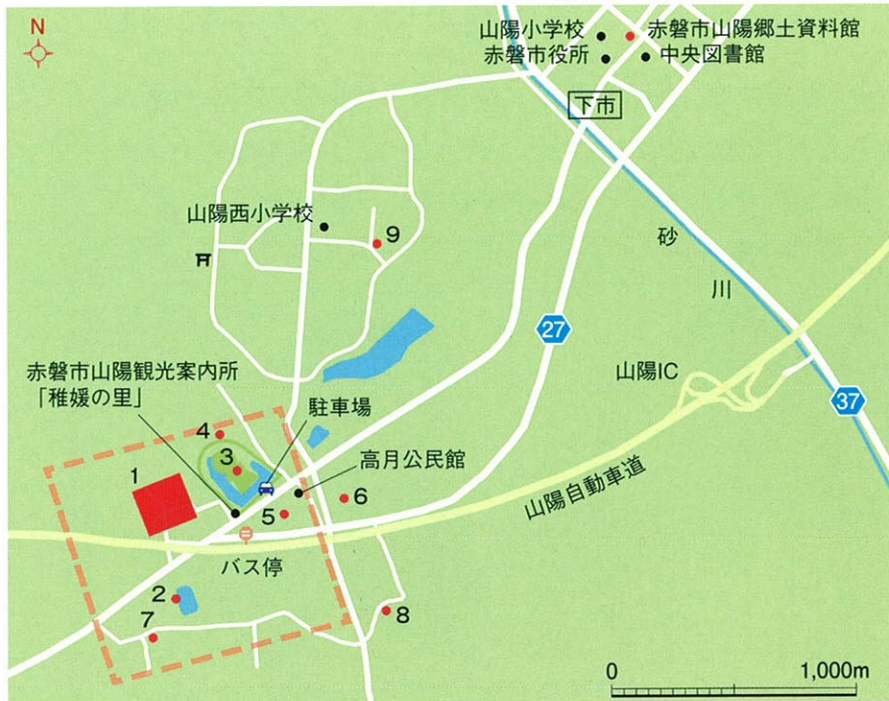 N
山陽小学校
赤磐市山陽郷土資料館
赤磐市役所
中央図書館
下市
山陽西小学校
9
砂
川
27
赤磐市山陽観光案内所
「稚媛の里」
駐車場
山陽IC
37
4
3
1
高月公民館
6
5
山陽自動車道
バス停
2
7
8
0
1,000m